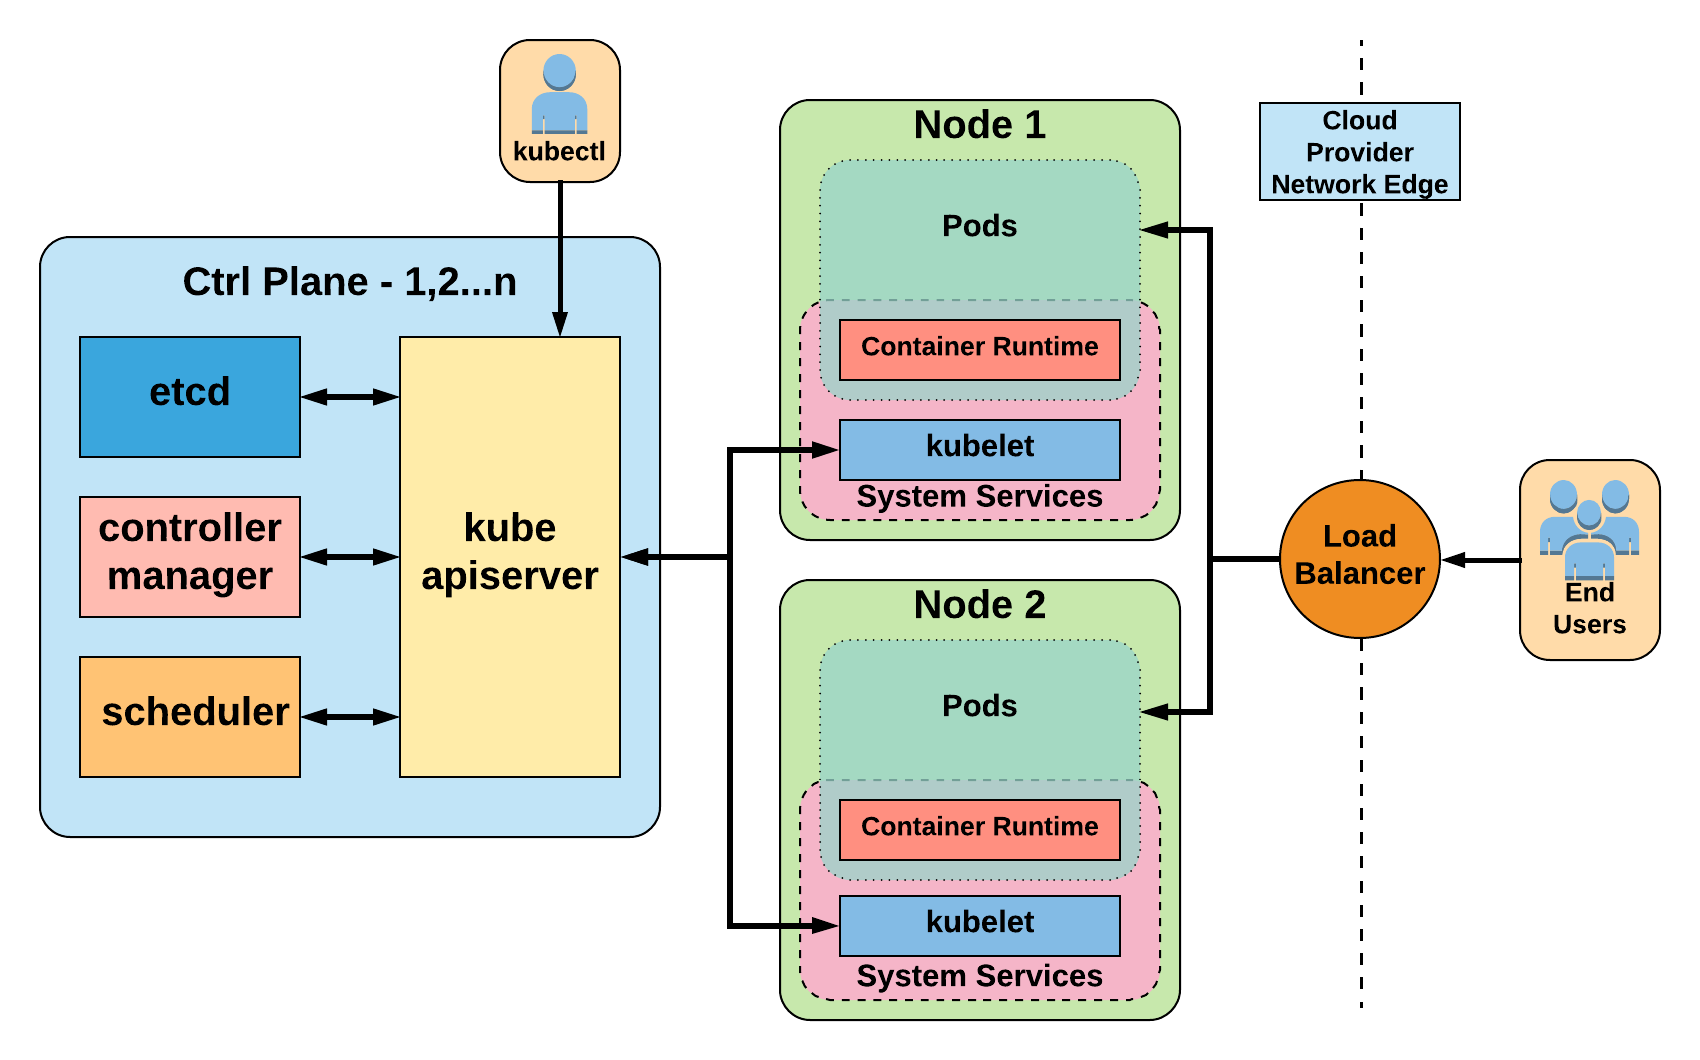 kubectl
Ctrl Plane - 1,2...n
etcd
controller
manager
scheduler
kube
apiserver
Node 1
Pods
Container Runtime
kubelet
System Services
Node 2
Pods
Container Runtime
kubelet
System Services
Cloud
Provider
Network Edge
Load
Balancer
End
Users